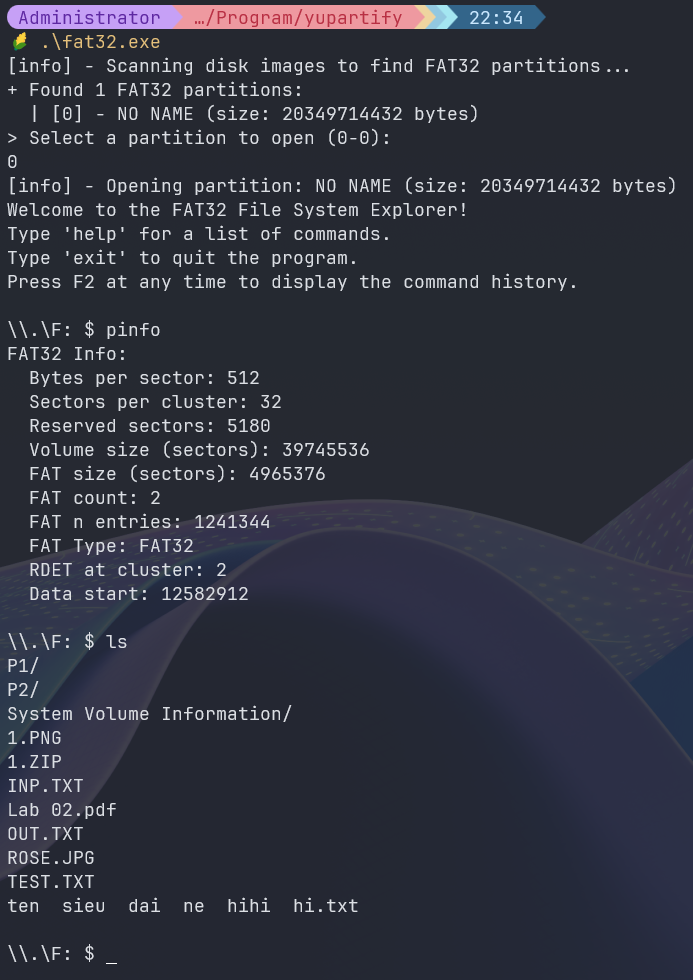 Administrator …/Program/yupartify 22:34
.\fat32.exe
[info] - Scanning disk images to find FAT32 partitions...
+ Found 1 FAT32 partitions:
  | [0] - NO NAME (size: 20349714432 bytes)
> Select a partition to open (0-0):
0
[info] - Opening partition: NO NAME (size: 20349714432 bytes)
Welcome to the FAT32 File System Explorer!
Type 'help' for a list of commands.
Type 'exit' to quit the program.
Press F2 at any time to display the command history.
\\.\F: $ pinfo
FAT32 Info:
  Bytes per sector: 512
  Sectors per cluster: 32
  Reserved sectors: 5180
  Volume size (sectors): 39745536
  FAT size (sectors): 4965376
  FAT count: 2
  FAT n entries: 1241344
  FAT Type: FAT32
  RDET at cluster: 2
  Data start: 12582912
\\.\F: $ ls
P1/
P2/
System Volume Information/
1.PNG
1.ZIP
INP.TXT
Lab 02.pdf
OUT.TXT
ROSE.JPG
TEST.TXT
ten  sieu  dai  ne  hihi  hi.txt
\\.\F: $ _